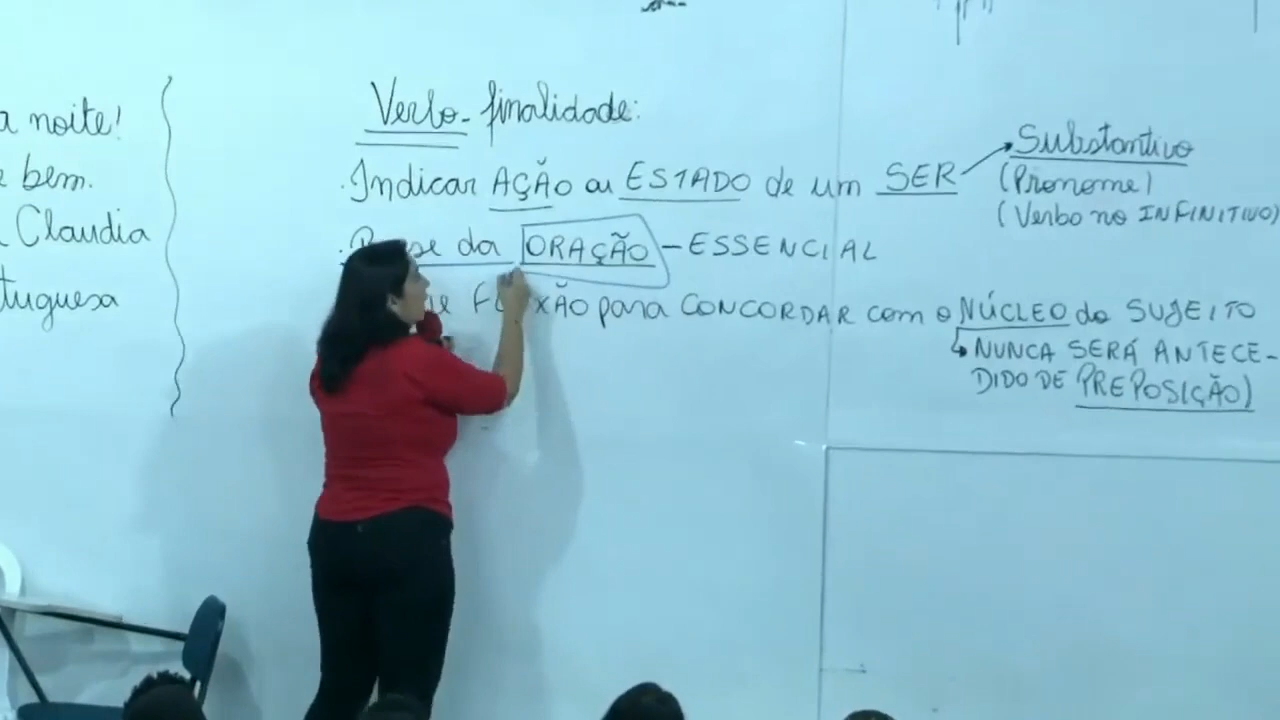 a noite!
e bem.
a Claudia
tuguesa
Verbo - finalidade:
. Indicar AÇÃO ou ESTADO de um SER
Substantivo
(Pronome)
(Verbo no INFINITIVO)
da ORAÇÃO - ESSENCIAL
para CONCORDAR com o NÚCLEO do SUJEITO
NUNCA SERÁ ANTECE-
DIDO DE PREPOSIÇÃO)